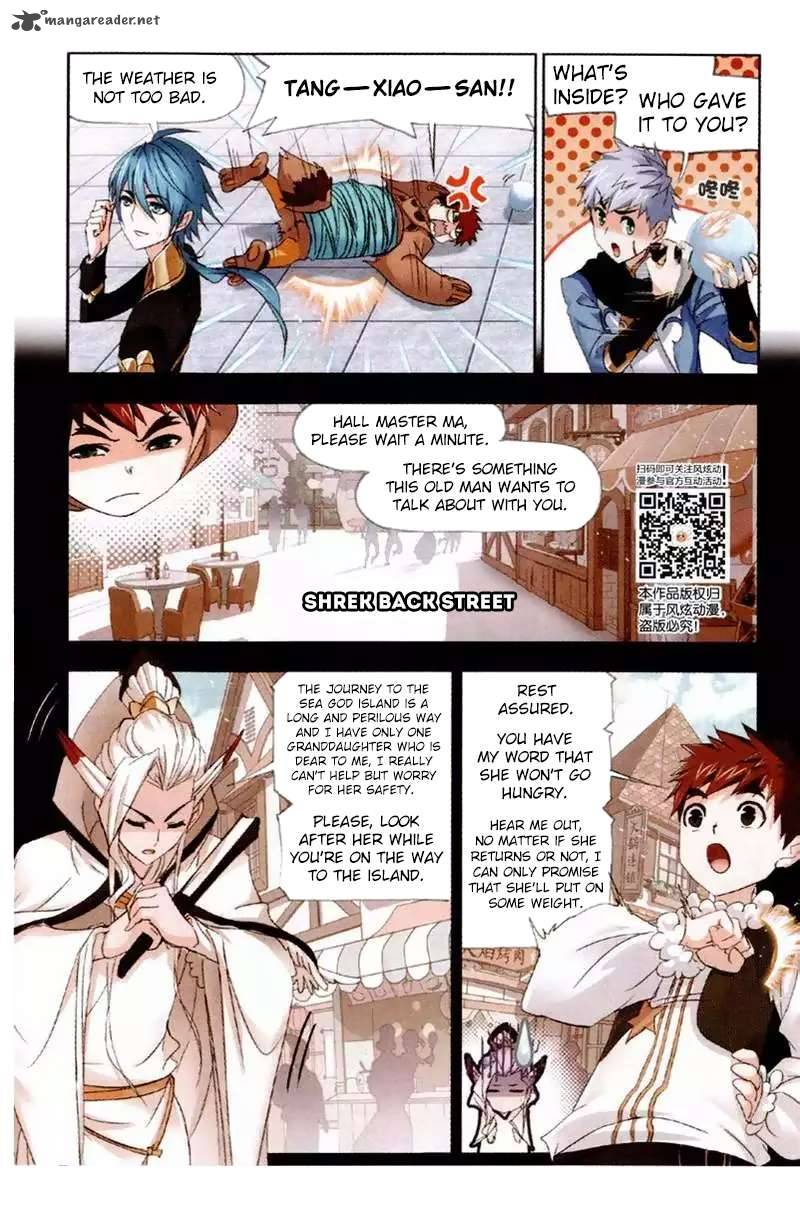 mangareader.net
THE WEATHER IS
NOT TOO BAD.
TANG—XIAO—SAN!!
WHAT'S
INSIDE?
WHO GAVE
IT TO YOU?
咚咚
HALL MASTER MA,
PLEASE WAIT A MINUTE.
THERE'S SOMETHING
THIS OLD MAN WANTS TO
TALK ABOUT WITH YOU.
扫码即可关注风炫动
漫参与官方互动活动!
本作品版权归
属于风炫动漫,
盗版必究!
SHREK BACK STREET
THE JOURNEY TO THE
SEA GOD ISLAND IS A
LONG AND PERILOUS WAY
AND I HAVE ONLY ONE
GRANDDAUGHTER WHO IS
DEAR TO ME, I REALLY
CAN'T HELP BUT WORRY
FOR HER SAFETY.
PLEASE, LOOK
AFTER HER WHILE
YOU'RE ON THE WAY
TO THE ISLAND.
REST
ASSURED.
YOU HAVE
MY WORD THAT
SHE WON'T GO
HUNGRY.
HEAR ME OUT,
NO MATTER IF SHE
RETURNS OR NOT, I
CAN ONLY PROMISE
THAT SHE'LL PUT ON
SOME WEIGHT.